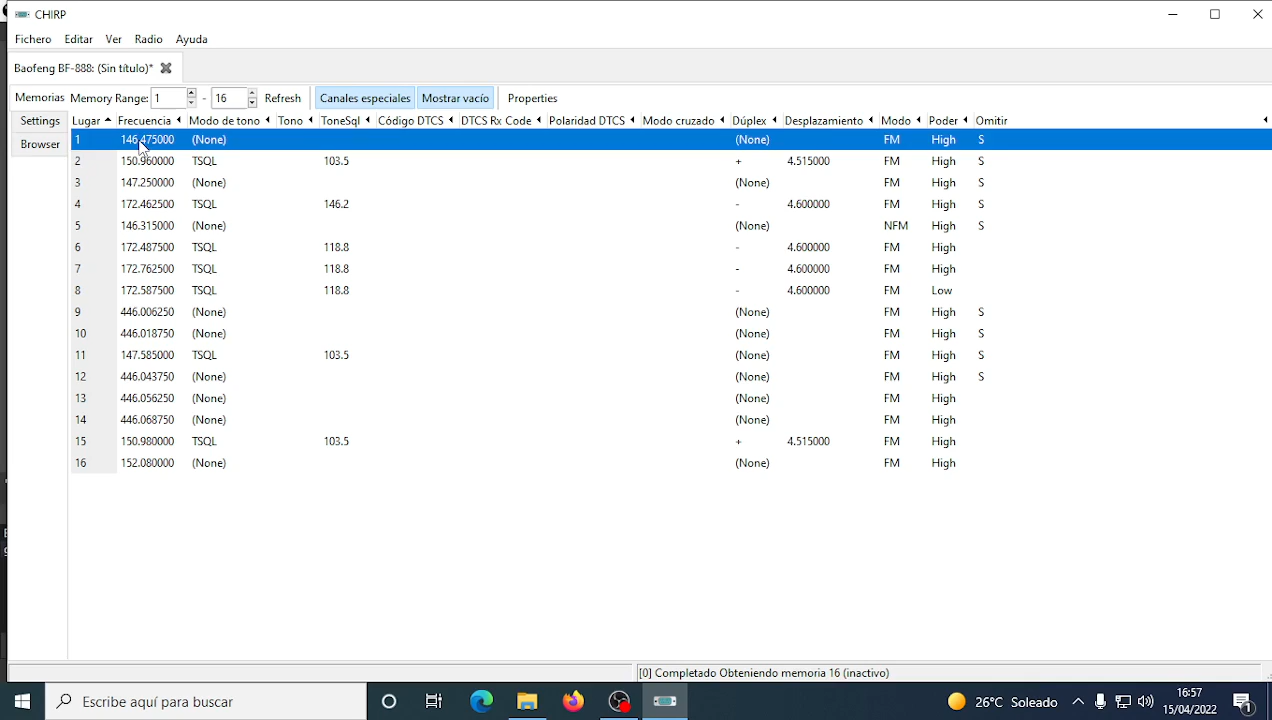 CHIRP
Fichero Editar Ver Radio Ayuda
Baofeng BF-888: (Sin título)*
Memorias Memory Range: 1 - 16 Refresh Canales especiales Mostrar vacío Properties
Settings
Browser
Lugar Frecuencia Modo de tono Tono ToneSql Código DTCS DTCS Rx Code Polaridad DTCS Modo cruzado Dúplex Desplazamiento Modo Poder Omitir
1 146.475000 (None) (None) FM High S
2 150.960000 TSQL 103.5 + 4.515000 FM High S
3 147.250000 (None) (None) FM High S
4 172.462500 TSQL 146.2 - 4.600000 FM High S
5 146.315000 (None) (None) NFM High S
6 172.487500 TSQL 118.8 - 4.600000 FM High
7 172.762500 TSQL 118.8 - 4.600000 FM High
8 172.587500 TSQL 118.8 - 4.600000 FM Low
9 446.006250 (None) (None) FM High S
10 446.018750 (None) (None) FM High S
11 147.585000 TSQL 103.5 (None) FM High S
12 446.043750 (None) (None) FM High S
13 446.056250 (None) (None) FM High
14 446.068750 (None) (None) FM High
15 150.980000 TSQL 103.5 + 4.515000 FM High
16 152.080000 (None) (None) FM High
[0] Completado Obteniendo memoria 16 (inactivo)
Escribe aquí para buscar
26°C Soleado
16:57
15/04/2022
1